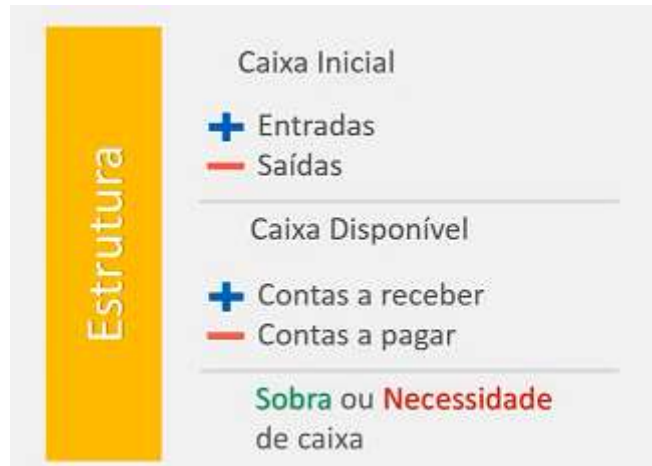 Estrutura
Caixa Inicial
+ Entradas
− Saídas
Caixa Disponível
+ Contas a receber
− Contas a pagar
Sobra ou Necessidade
de caixa